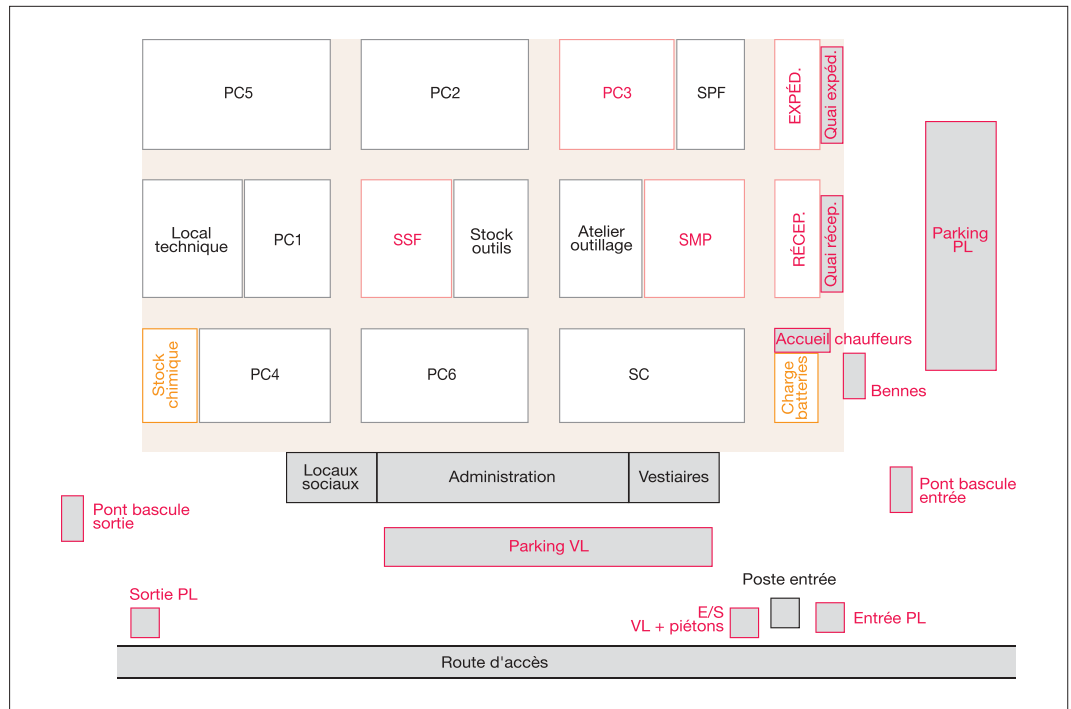 PC5
PC2
PC3
SPF
EXPÉD.
Quai expéd.
Local
technique
PC1
SSF
Stock
outils
Atelier
outillage
SMP
RÉCEP.
Quai récep.
Parking
PL
Stock
chimique
PC4
PC6
SC
Accueil chauffeurs
Charge
batteries
Bennes
Locaux
sociaux
Administration
Vestiaires
Pont bascule
sortie
Pont bascule
entrée
Parking VL
Sortie PL
Poste entrée
E/S
VL + piétons
Entrée PL
Route d'accès